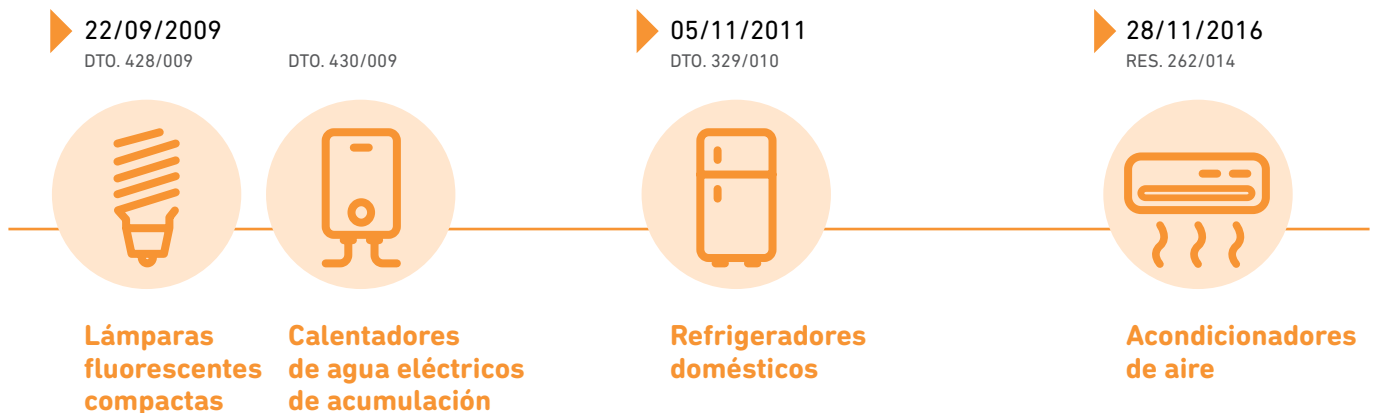 22/09/2009
DTO. 428/009
DTO. 430/009
05/11/2011
DTO. 329/010
28/11/2016
RES. 262/014
Lámparas
fluorescentes
compactas
Calentadores
de agua eléctricos
de acumulación
Refrigeradores
domésticos
Acondicionadores
de aire